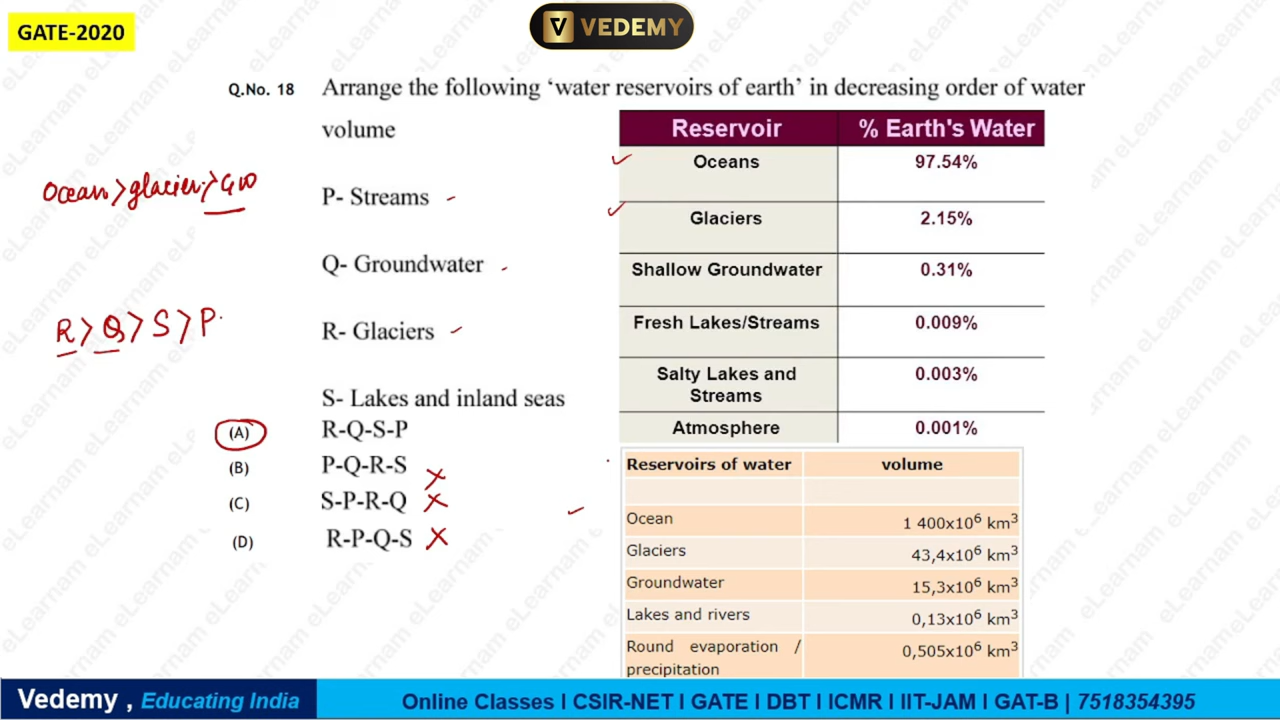 GATE-2020
VEDEMY
Q.No. 18 Arrange the following ‘water reservoirs of earth’ in decreasing order of water
volume
P- Streams
Q- Groundwater
R- Glaciers
S- Lakes and inland seas
(A) R-Q-S-P
(B) P-Q-R-S
(C) S-P-R-Q
(D) R-P-Q-S
Ocean > glacier > GW
R > Q > S > P
Reservoir % Earth's Water
Oceans 97.54%
Glaciers 2.15%
Shallow Groundwater 0.31%
Fresh Lakes/Streams 0.009%
Salty Lakes and
Streams 0.003%
Atmosphere 0.001%
Reservoirs of water volume
Ocean 1 400x10⁶ km³
Glaciers 43,4x10⁶ km³
Groundwater 15,3x10⁶ km³
Lakes and rivers 0,13x10⁶ km³
Round evaporation /
precipitation 0,505x10⁶ km³
Vedemy , Educating India
Online Classes I CSIR-NET I GATE I DBT I ICMR I IIT-JAM I GAT-B | 7518354395
eLearnam